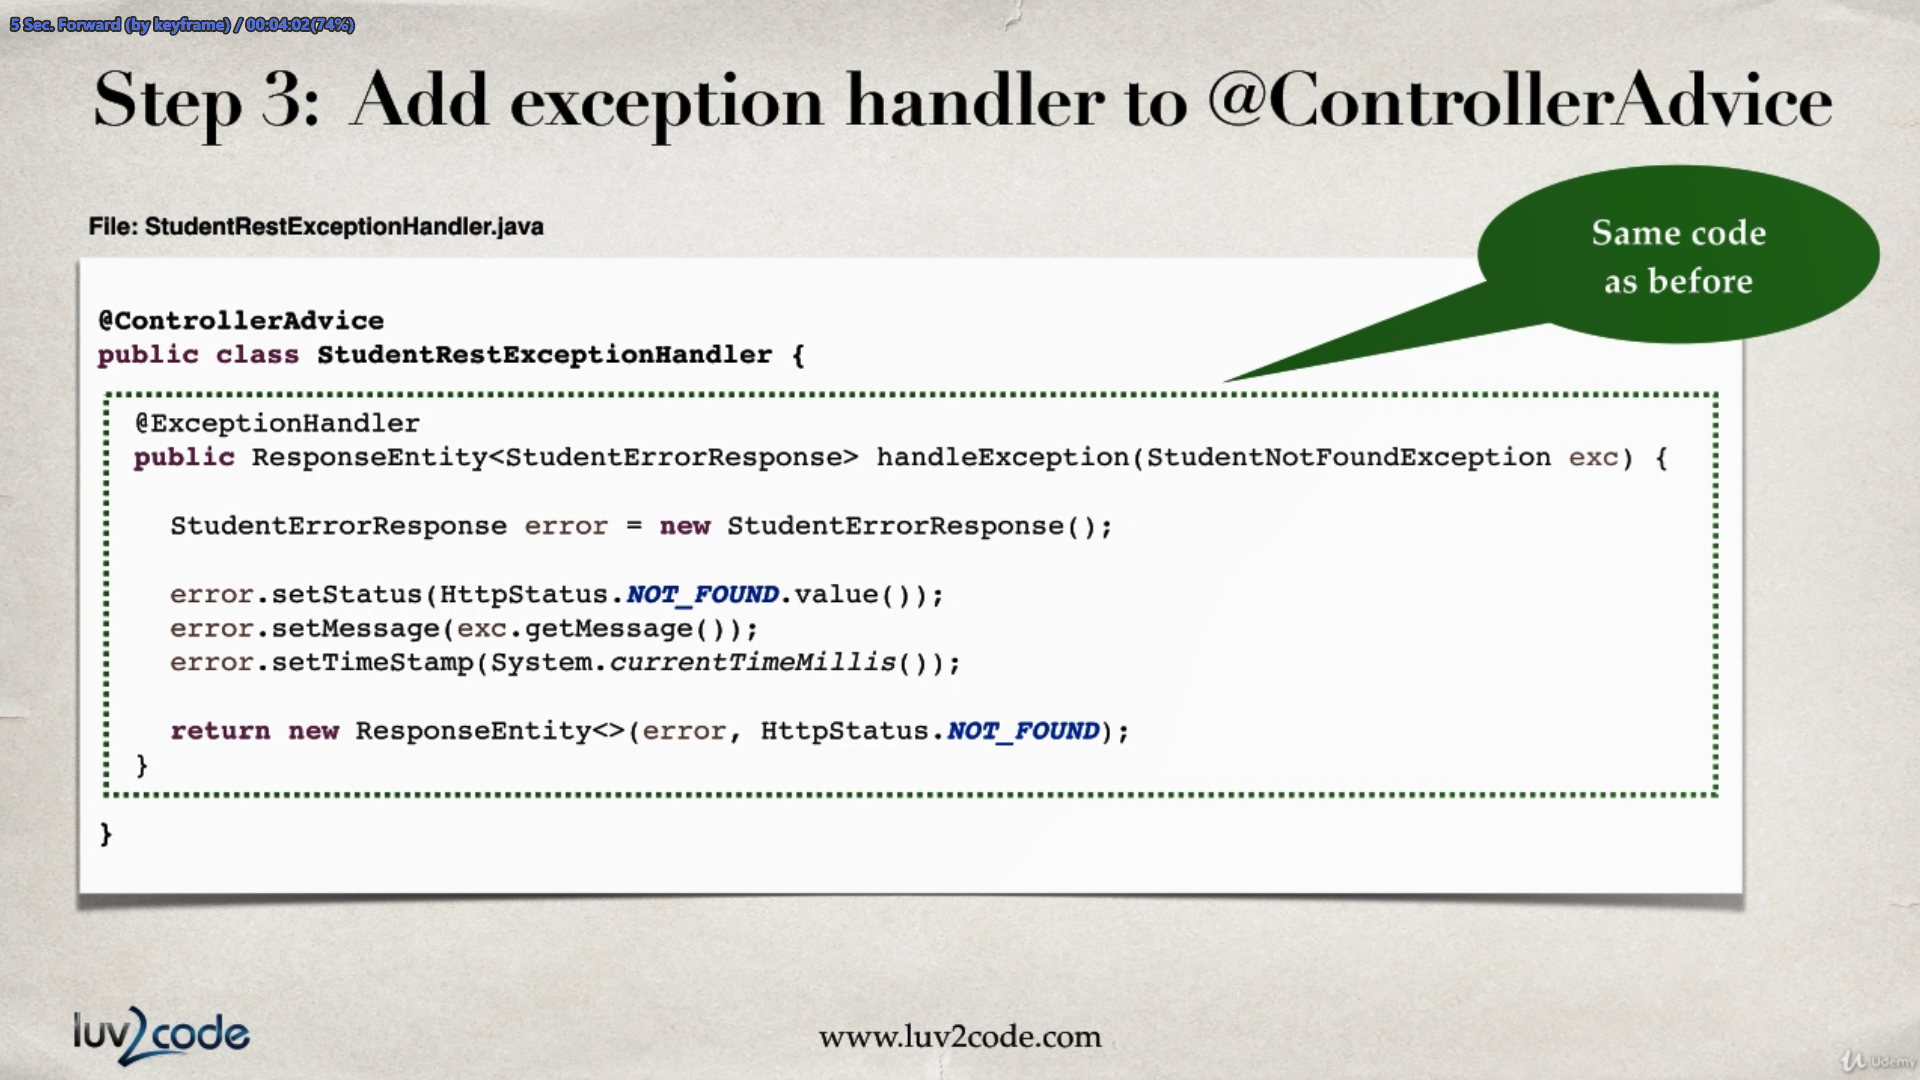 5 Sec. Forward (by keyframe) / 00:04:02(74%)
Step 3: Add exception handler to @ControllerAdvice
File: StudentRestExceptionHandler.java
Same code
as before
@ControllerAdvice
public class StudentRestExceptionHandler {
@ExceptionHandler
public ResponseEntity<StudentErrorResponse> handleException(StudentNotFoundException exc) {
StudentErrorResponse error = new StudentErrorResponse();
error.setStatus(HttpStatus.NOT_FOUND.value());
error.setMessage(exc.getMessage());
error.setTimeStamp(System.currentTimeMillis());
return new ResponseEntity<>(error, HttpStatus.NOT_FOUND);
}
}
luv2code
www.luv2code.com
Udemy